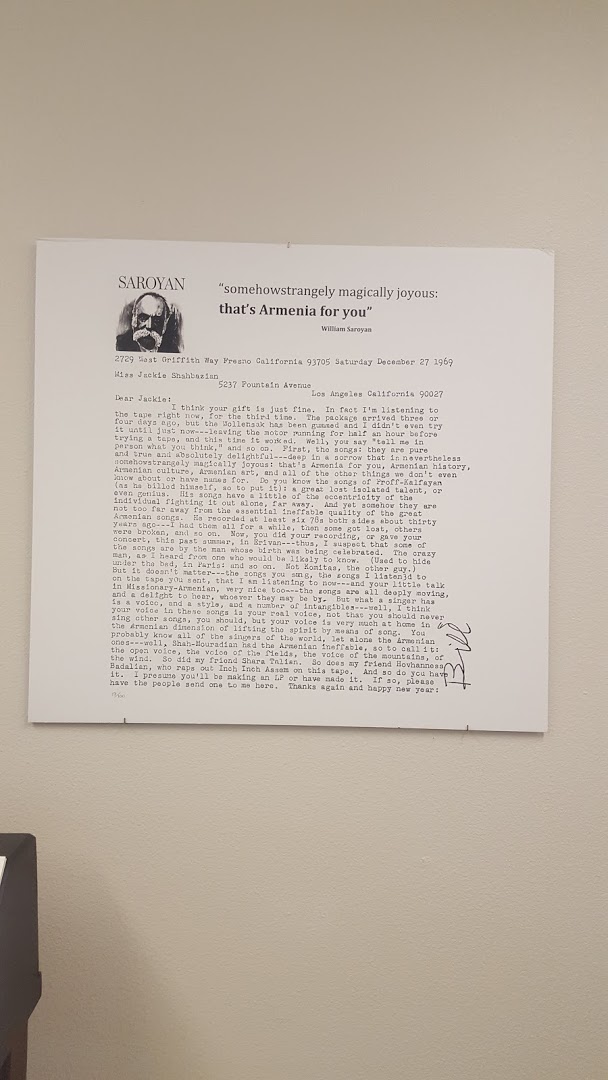 SAROYAN
"somehowstrangely magically joyous:
that's Armenia for you"
William Saroyan
2729 West Griffith Way Fresno California 93705 Saturday December 27 1969
Miss Jackie Shahbazian
5237 Fountain Avenue
Los Angeles California 90027
Dear Jackie:
I think your gift is just fine. In fact I'm listening to
the tape right now, for the third time. The package arrived three or
four days ago, but the Wollensak has been gummed and I didn't even try
it until just now---leaving the motor running for half an hour before
trying a tape, and this time it worked. Well, you say "tell me in
person what you think," and so on. First, the songs: they are pure
and true and absolutely delightful---deep in a sorrow that is nevertheless
somehowstrangely magically joyous: that's Armenia for you, Armenian history,
Armenian culture, Armenian art, and all of the other things we don't even
know about or have names for. Do you know the songs of Proff-Kalfayan
(as he billed himself, so to put it): a great lost isolated talent, or
even genius. His songs have a little of the eccentricity of the
individual fighting it out alone, far away. And yet somehow they are
not too far away from the essential ineffable quality of the great
Armenian songs. He recorded at least six 78s both sides about thirty
years ago---I had them all for a while, then some got lost, others
were broken, and so on. Now, you did your recording, or gave your
concert, this past summer, in Erivan---thus, I suspect that some of
the songs are by the man whose birth was being celebrated. The crazy
man, as I heard from one who would be likely to know. (Used to hide
under the bed, in Paris: and so on. Not Komitas, the other guy.)
But it doesn't matter---the songs you sung, the songs I listened to
on the tape you sent, that I am listening to now---and your little talk
in Missionary-Armenian, very nice too---the songs are all deeply moving,
and a delight to hear, whoever they may be by. But what a singer has
is a voice, and a style, and a number of intangibles---well, I think
your voice in these songs is your real voice, not that you should never
sing other songs, you should, but your voice is very much at home in
the Armenian dimension of lifting the spirit by means of song. You
probably know all of the singers of the world, let alone the Armenian
ones---well, Shah-Mouradian had the Armenian ineffable, so to call it:
the open voice, the voice of the fields, the voice of the mountains, of
the wind. So did my friend Shara Talian. So does my friend Hovhanness
Badalian, who raps out Inch Inch Assem on this tape. And so do you have
it. I presume you'll be making an LP or have made it. If so, please
have the people send one to me here. Thanks again and happy new year:
Bill